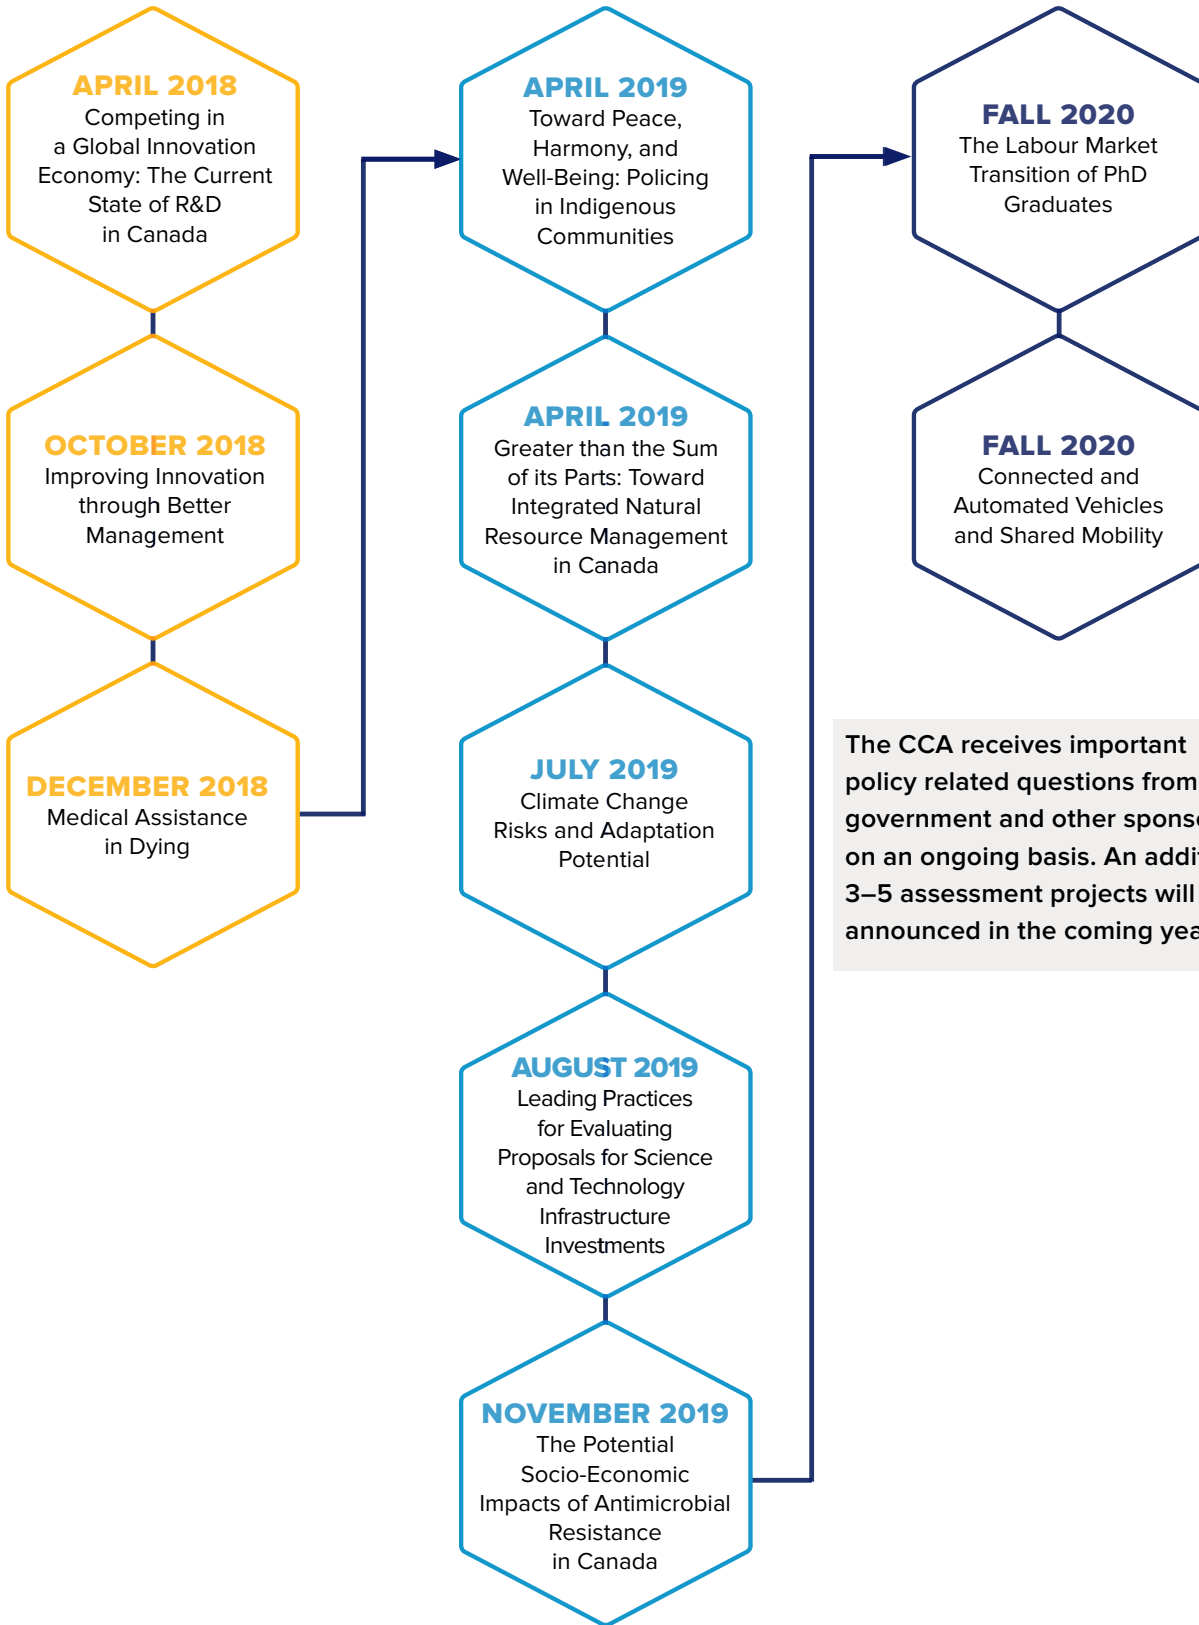 APRIL 2018
Competing in
a Global Innovation
Economy: The Current
State of R&D
in Canada
OCTOBER 2018
Improving Innovation
through Better
Management
DECEMBER 2018
Medical Assistance
in Dying
APRIL 2019
Toward Peace,
Harmony, and
Well-Being: Policing
in Indigenous
Communities
APRIL 2019
Greater than the Sum
of its Parts: Toward
Integrated Natural
Resource Management
in Canada
JULY 2019
Climate Change
Risks and Adaptation
Potential
AUGUST 2019
Leading Practices
for Evaluating
Proposals for Science
and Technology
Infrastructure
Investments
NOVEMBER 2019
The Potential
Socio-Economic
Impacts of Antimicrobial
Resistance
in Canada
FALL 2020
The Labour Market
Transition of PhD
Graduates
FALL 2020
Connected and
Automated Vehicles
and Shared Mobility
The CCA receives important
policy related questions from
government and other
on an ongoing basis. An
3–5 assessment projects will
announced in the coming